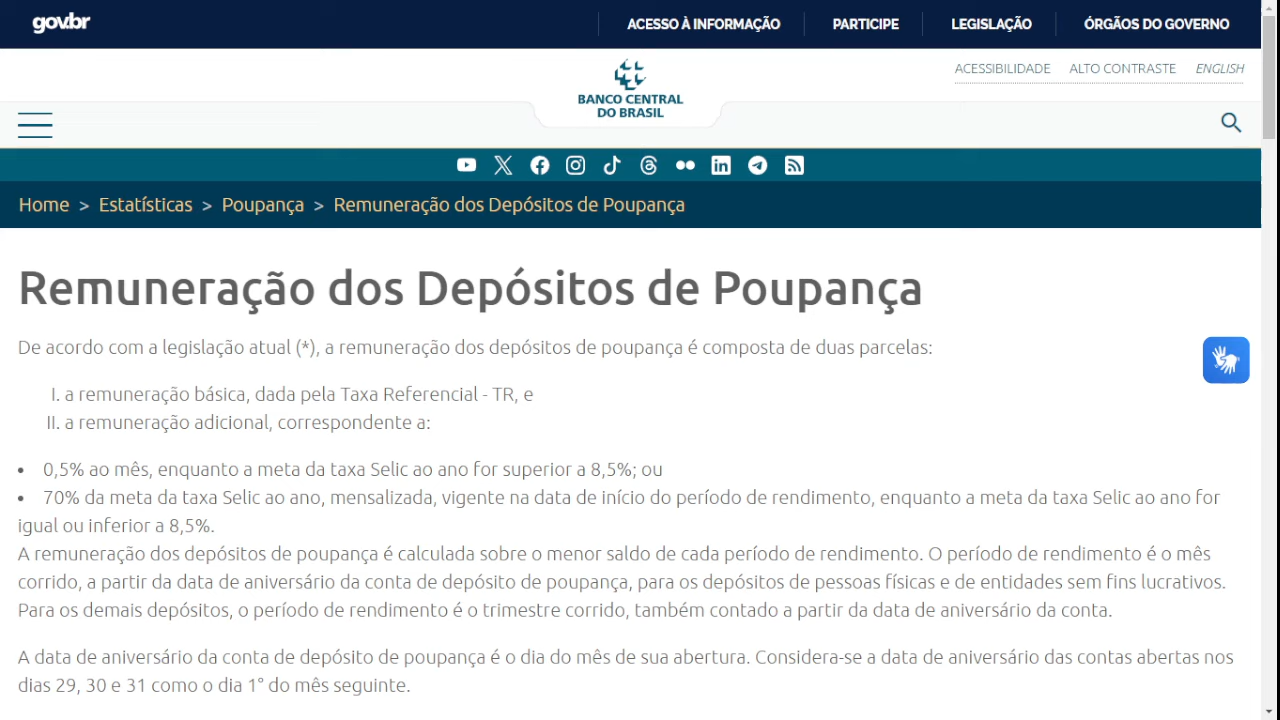 gov.br
ACESSO À INFORMAÇÃO
PARTICIPE
LEGISLAÇÃO
ÓRGÃOS DO GOVERNO
ACESSIBILIDADE
ALTO CONTRASTE
ENGLISH
BANCO CENTRAL
DO BRASIL
Home > Estatísticas > Poupança > Remuneração dos Depósitos de Poupança
Remuneração dos Depósitos de Poupança
De acordo com a legislação atual (*), a remuneração dos depósitos de poupança é composta de duas parcelas:
I. a remuneração básica, dada pela Taxa Referencial - TR, e
II. a remuneração adicional, correspondente a:
• 0,5% ao mês, enquanto a meta da taxa Selic ao ano for superior a 8,5%; ou
• 70% da meta da taxa Selic ao ano, mensalizada, vigente na data de início do período de rendimento, enquanto a meta da taxa Selic ao ano for
igual ou inferior a 8,5%.
A remuneração dos depósitos de poupança é calculada sobre o menor saldo de cada período de rendimento. O período de rendimento é o mês
corrido, a partir da data de aniversário da conta de depósito de poupança, para os depósitos de pessoas físicas e de entidades sem fins lucrativos.
Para os demais depósitos, o período de rendimento é o trimestre corrido, também contado a partir da data de aniversário da conta.
A data de aniversário da conta de depósito de poupança é o dia do mês de sua abertura. Considera-se a data de aniversário das contas abertas nos
dias 29, 30 e 31 como o dia 1° do mês seguinte.